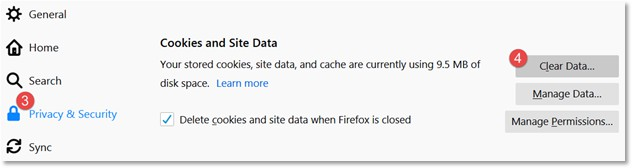 General
Home
Search
3
Privacy & Security
Sync
Cookies and Site Data
Your stored cookies, site data, and cache are currently using 9.5 MB of
disk space. Learn more
Delete cookies and site data when Firefox is closed
4
Clear Data...
Manage Data...
Manage Permissions...